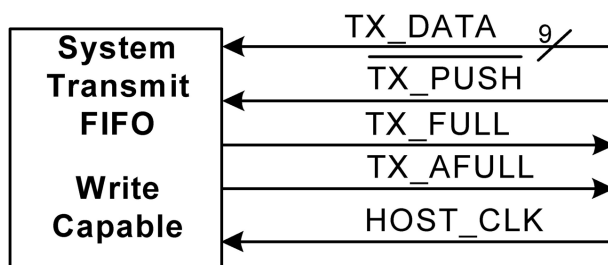 System
Transmit
FIFO
Write
Capable
TX_DATA 9
TX_PUSH
TX_FULL
TX_AFULL
HOST_CLK